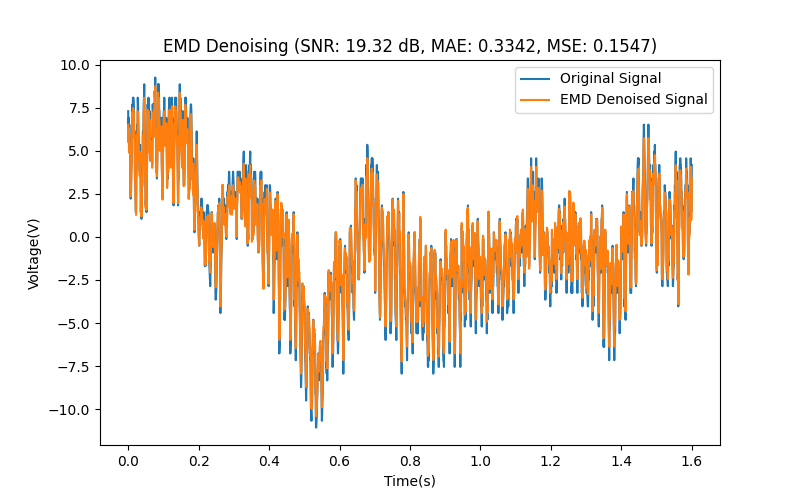 EMD Denoising (SNR: 19.32 dB, MAE: 0.3342, MSE: 0.1547)
Original Signal
EMD Denoised Signal
10.0
7.5
5.0
2.5
0.0
−2.5
−5.0
−7.5
−10.0
Voltage(V)
0.0 0.2 0.4 0.6 0.8 1.0 1.2 1.4 1.6
Time(s)